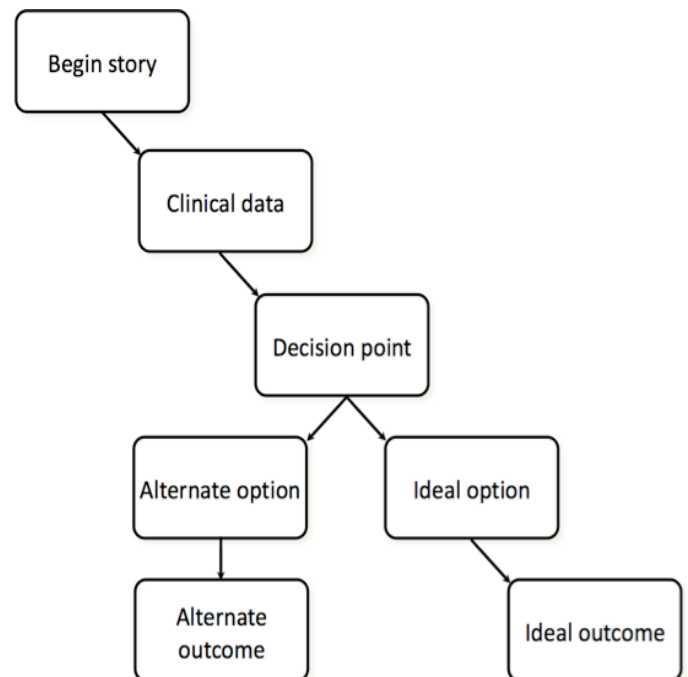 Begin story
Clinical data
Decision point
Alternate option
Ideal option
Alternate
outcome
Ideal outcome